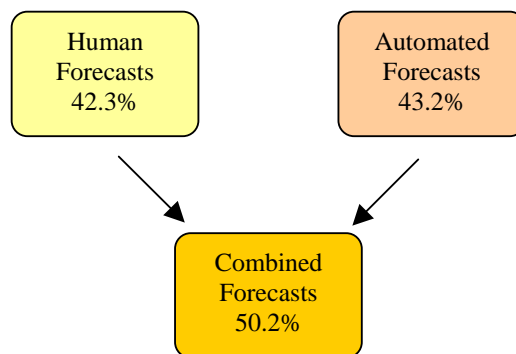 Human
Forecasts
42.3%
Automated
Forecasts
43.2%
Combined
Forecasts
50.2%